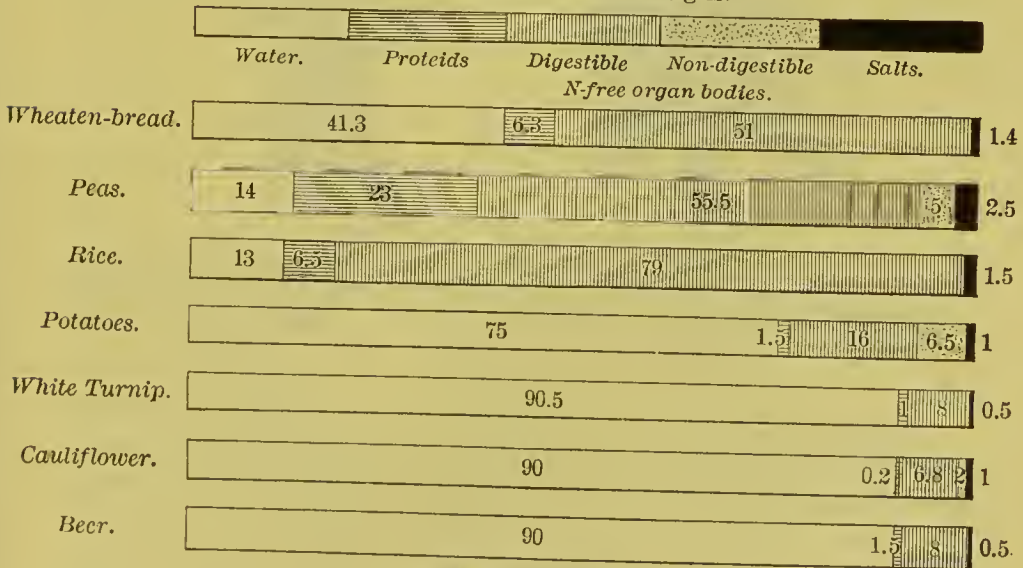 Water. Proteids Digestible Non-digestible Salts.
N-free organ bodies.
Wheaten-bread. 41.3 6.3 51 1.4
Peas. 14 23 55.5 5 2.5
Rice. 13 6.5 79 1.5
Potatoes. 75 1.5 16 6.5 1
White Turnip. 90.5 1 8 0.5
Cauliflower. 90 0.2 6.8 2 1
Becr. 90 1.5 8 0.5.